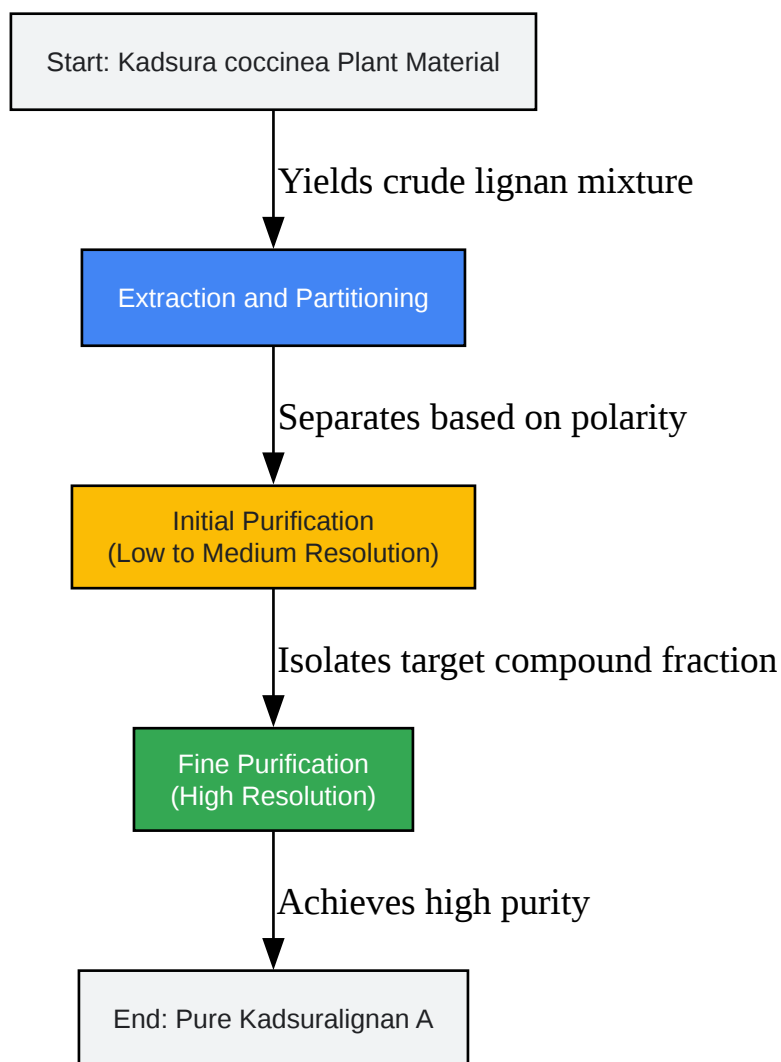 Start: Kadsura coccinea Plant Material
Yields crude lignan mixture
Extraction and Partitioning
Separates based on polarity
Initial Purification
(Low to Medium Resolution)
Isolates target compound fraction
Fine Purification
(High Resolution)
Achieves high purity
End: Pure Kadsuralignan A